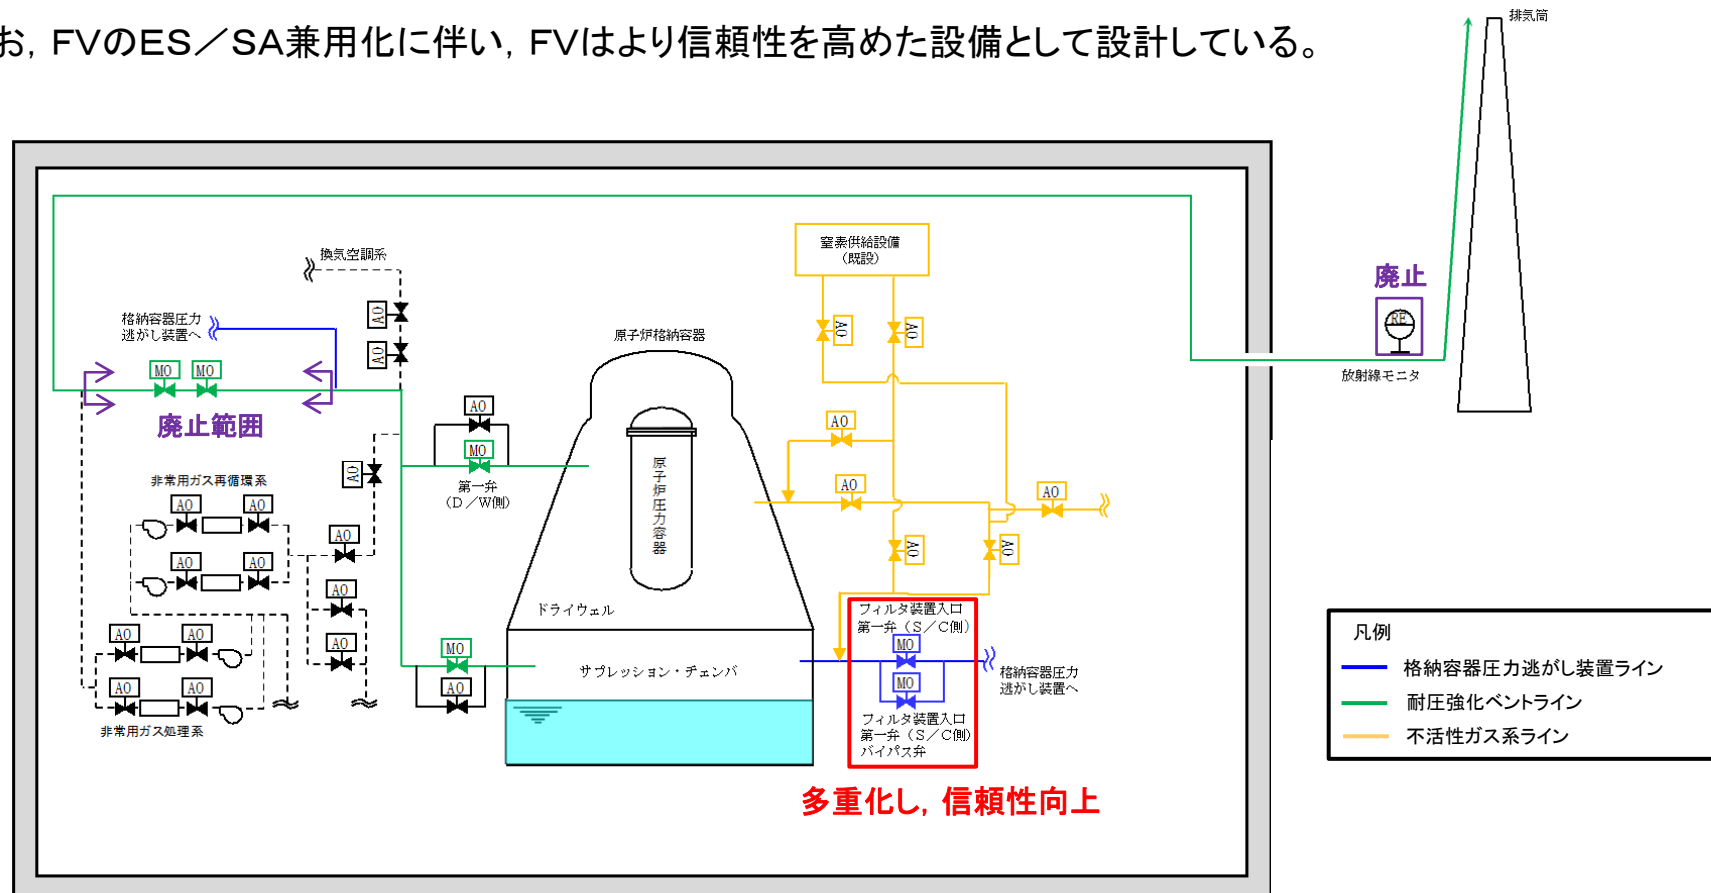 お，FVのES／SA兼用化に伴い，FVはより信頼性を高めた設備として設計している。
排気筒
換気空調系
窒素供給設備
（既設）
格納容器圧力
逃がし装置へ
AO
AO
AO
AO
原子炉格納容器
廃止
RE
放射線モニタ
MO
MO
廃止範囲
AO
MO
第一弁
（D／W側）
AO
AO
AO
AO
原子炉圧力容器
非常用ガス再循環系
AO
AO
AO
AO
AO
AO
AO
AO
AO
ドライウェル
AO
AO
AO
AO
MO
AO
サプレッション・チェンバ
非常用ガス処理系
フィルタ装置入口
第一弁（S／C側）
MO
MO
格納容器圧力
逃がし装置へ
フィルタ装置入口
第一弁（S／C側）
バイパス弁
多重化し，信頼性向上
凡例
格納容器圧力逃がし装置ライン
耐圧強化ベントライン
不活性ガス系ライン